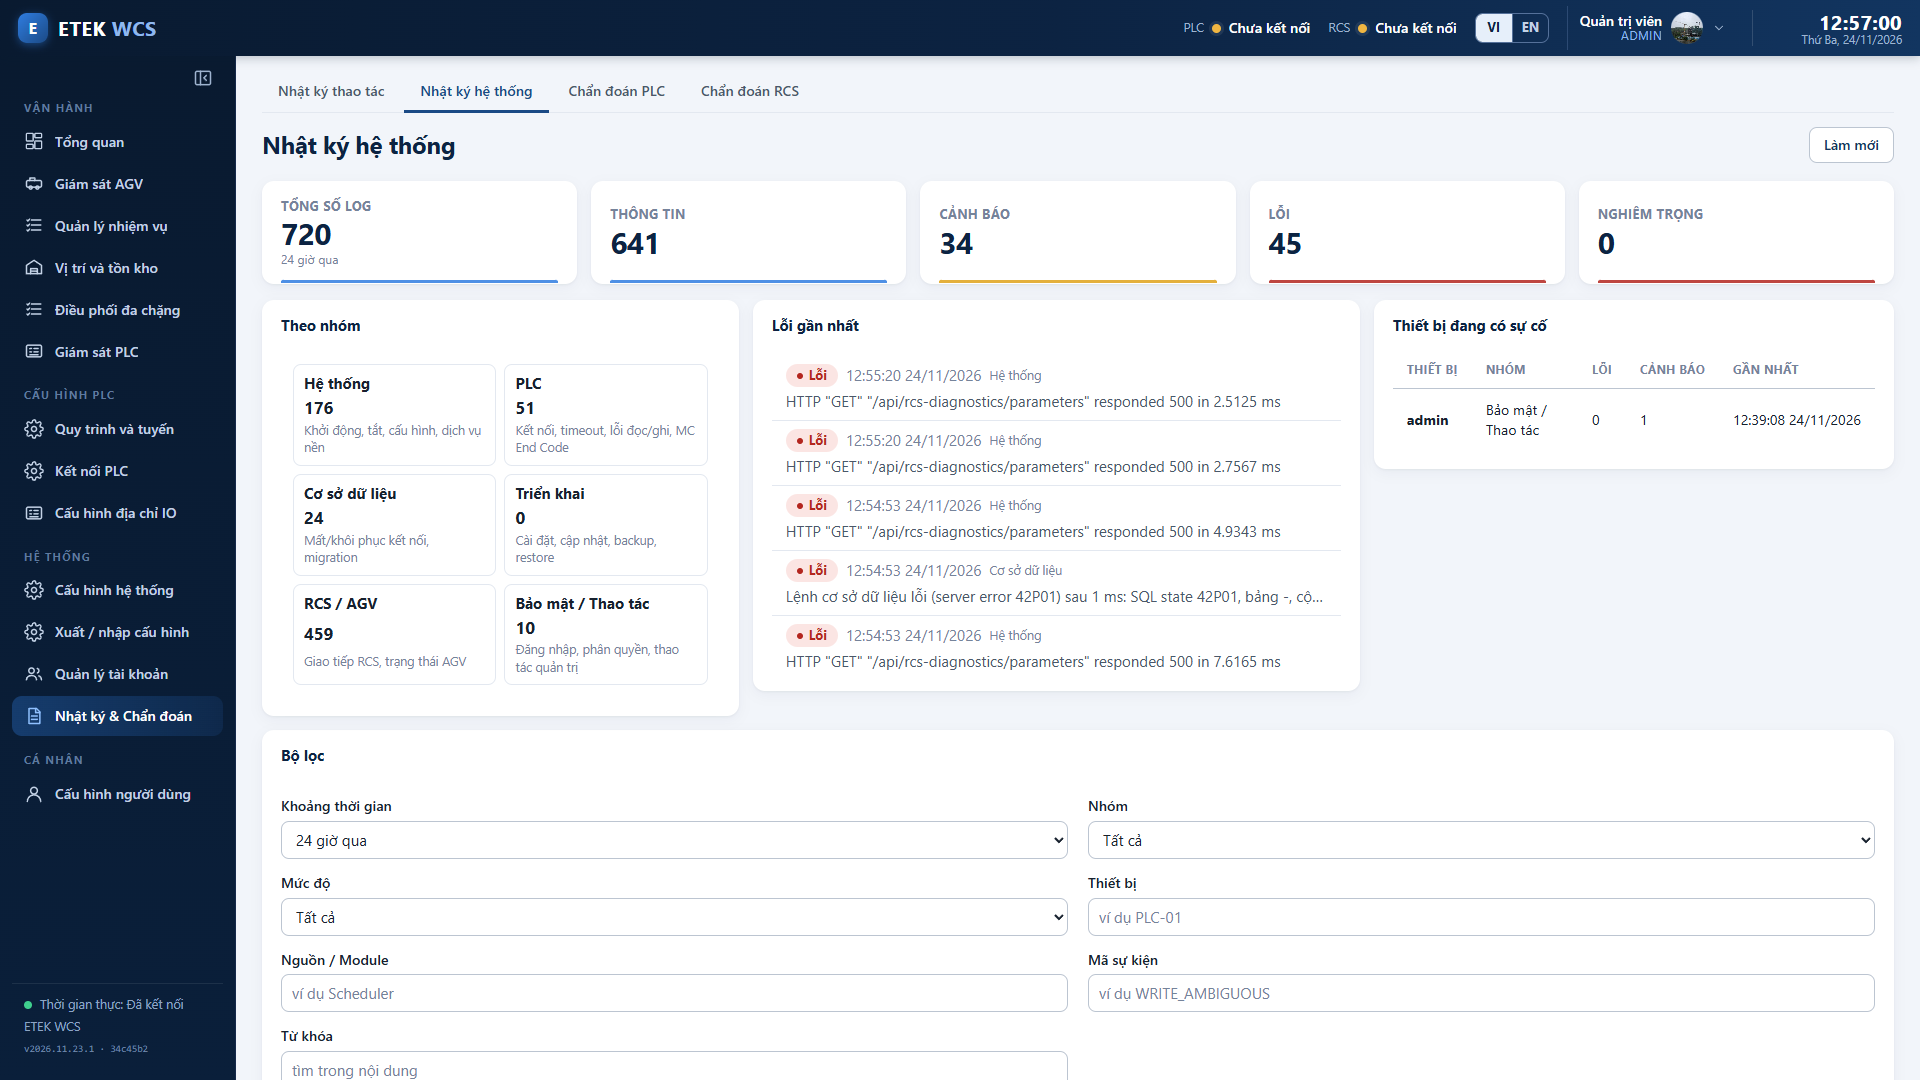 E ETEK WCS
PLC Chưa kết nối RCS Chưa kết nối VI EN
Quản trị viên
ADMIN
12:57:00
Thứ Ba, 24/11/2026
VẬN HÀNH
Tổng quan
Giám sát AGV
Quản lý nhiệm vụ
Vị trí và tồn kho
Điều phối đa chặng
Giám sát PLC
CẤU HÌNH PLC
Quy trình và tuyến
Kết nối PLC
Cấu hình địa chỉ IO
HỆ THỐNG
Cấu hình hệ thống
Xuất / nhập cấu hình
Quản lý tài khoản
Nhật ký & Chẩn đoán
CÁ NHÂN
Cấu hình người dùng
Thời gian thực: Đã kết nối
ETEK WCS
v2026.11.23.1 · 34c45b2
Nhật ký thao tác Nhật ký hệ thống Chẩn đoán PLC Chẩn đoán RCS
Nhật ký hệ thống
Làm mới
TỔNG SỐ LOG
720
24 giờ qua
THÔNG TIN
641
CẢNH BÁO
34
LỖI
45
NGHIÊM TRỌNG
0
Theo nhóm
Hệ thống
176
Khởi động, tắt, cấu hình, dịch vụ
nền
PLC
51
Kết nối, timeout, lỗi đọc/ghi, MC
End Code
Cơ sở dữ liệu
24
Mất/khôi phục kết nối,
migration
Triển khai
0
Cài đặt, cập nhật, backup,
restore
RCS / AGV
459
Giao tiếp RCS, trạng thái AGV
Bảo mật / Thao tác
10
Đăng nhập, phân quyền, thao
tác quản trị
Lỗi gần nhất
Lỗi 12:55:20 24/11/2026 Hệ thống
HTTP "GET" "/api/rcs-diagnostics/parameters" responded 500 in 2.5125 ms
Lỗi 12:55:20 24/11/2026 Hệ thống
HTTP "GET" "/api/rcs-diagnostics/parameters" responded 500 in 2.7567 ms
Lỗi 12:54:53 24/11/2026 Hệ thống
HTTP "GET" "/api/rcs-diagnostics/parameters" responded 500 in 4.9343 ms
Lỗi 12:54:53 24/11/2026 Cơ sở dữ liệu
Lệnh cơ sở dữ liệu lỗi (server error 42P01) sau 1 ms: SQL state 42P01, bảng -, cộ...
Lỗi 12:54:53 24/11/2026 Hệ thống
HTTP "GET" "/api/rcs-diagnostics/parameters" responded 500 in 7.6165 ms
Thiết bị đang có sự cố
THIẾT BỊ NHÓM LỖI CẢNH BÁO GẦN NHẤT
admin Bảo mật / Thao tác 0 1 12:39:08 24/11/2026
Bộ lọc
Khoảng thời gian
24 giờ qua
Nhóm
Tất cả
Mức độ
Tất cả
Thiết bị
ví dụ PLC-01
Nguồn / Module
ví dụ Scheduler
Mã sự kiện
ví dụ WRITE_AMBIGUOUS
Từ khóa
tìm trong nội dung